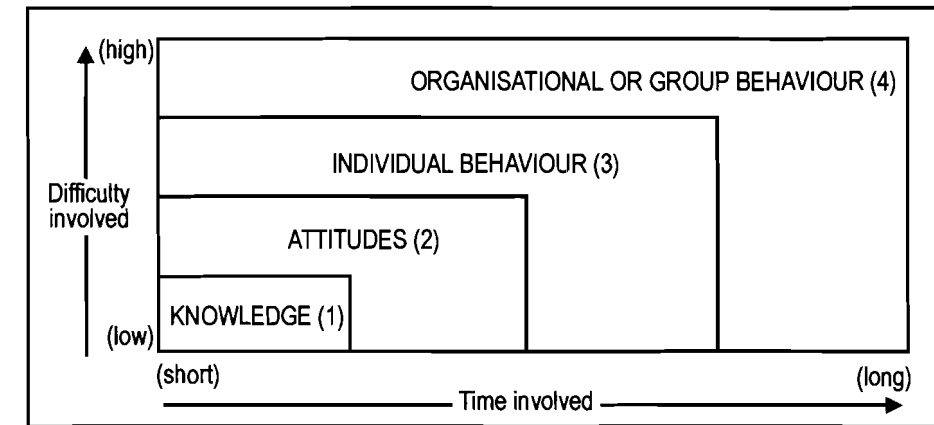 (high)
ORGANISATIONAL OR GROUP BEHAVIOUR (4)
INDIVIDUAL BEHAVIOUR (3)
Difficulty
involved
ATTITUDES (2)
KNOWLEDGE (1)
(low)
(short)
(long)
Time involved